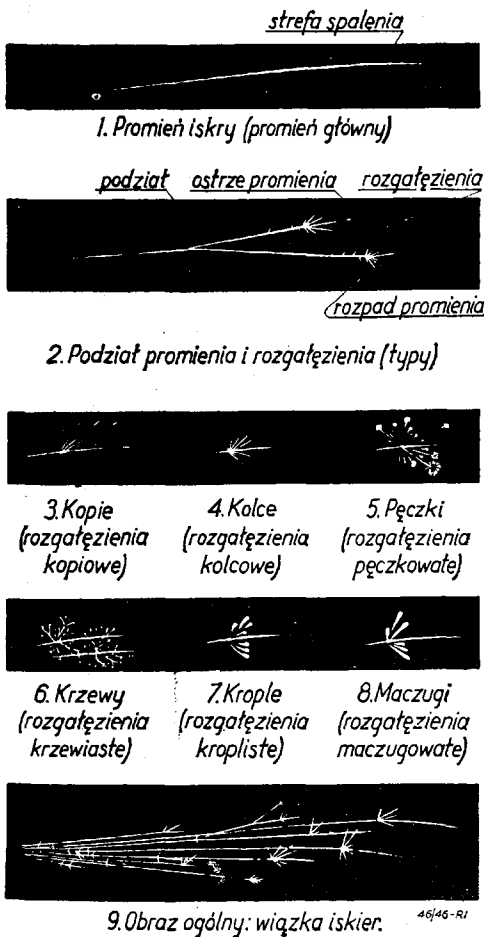 strefa spalenia
1. Promień iskry (promień główny)
podział ostrze promienia rozgałęzienia
rozpad promienia
2. Podział promienia i rozgałęzienia (typy)
3. Kopie
(rozgałęzienia
kopiowe)
4. Kolce
(rozgałęzienia
kolcowe)
5. Pęczki
(rozgałęzienia
pęczkowate)
6. Krzewy
(rozgałęzienia
krzewiaste)
7. Krople
(rozgałęzienia
kropliste)
8. Maczugi
(rozgałęzienia
maczugowate)
9. Obraz ogólny: wiązka iskier.
46/46-R1